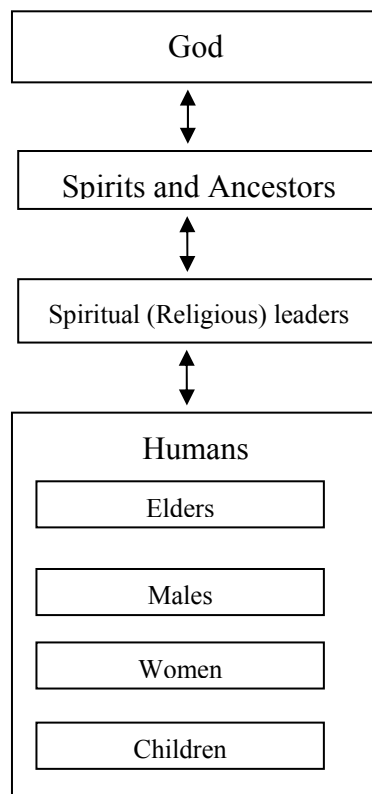 God
Spirits and Ancestors
Spiritual (Religious) leaders
Humans
Elders
Males
Women
Children